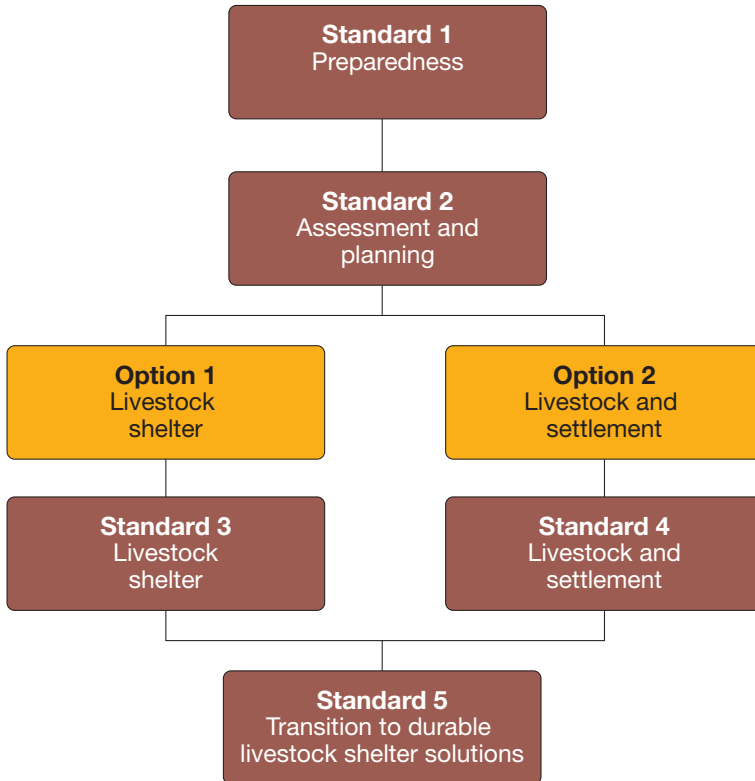 Standard 1
Preparedness
Standard 2
Assessment and
planning
Option 1
Livestock
shelter
Option 2
Livestock and
settlement
Standard 3
Livestock
shelter
Standard 4
Livestock and
settlement
Standard 5
Transition to durable
livestock shelter solutions